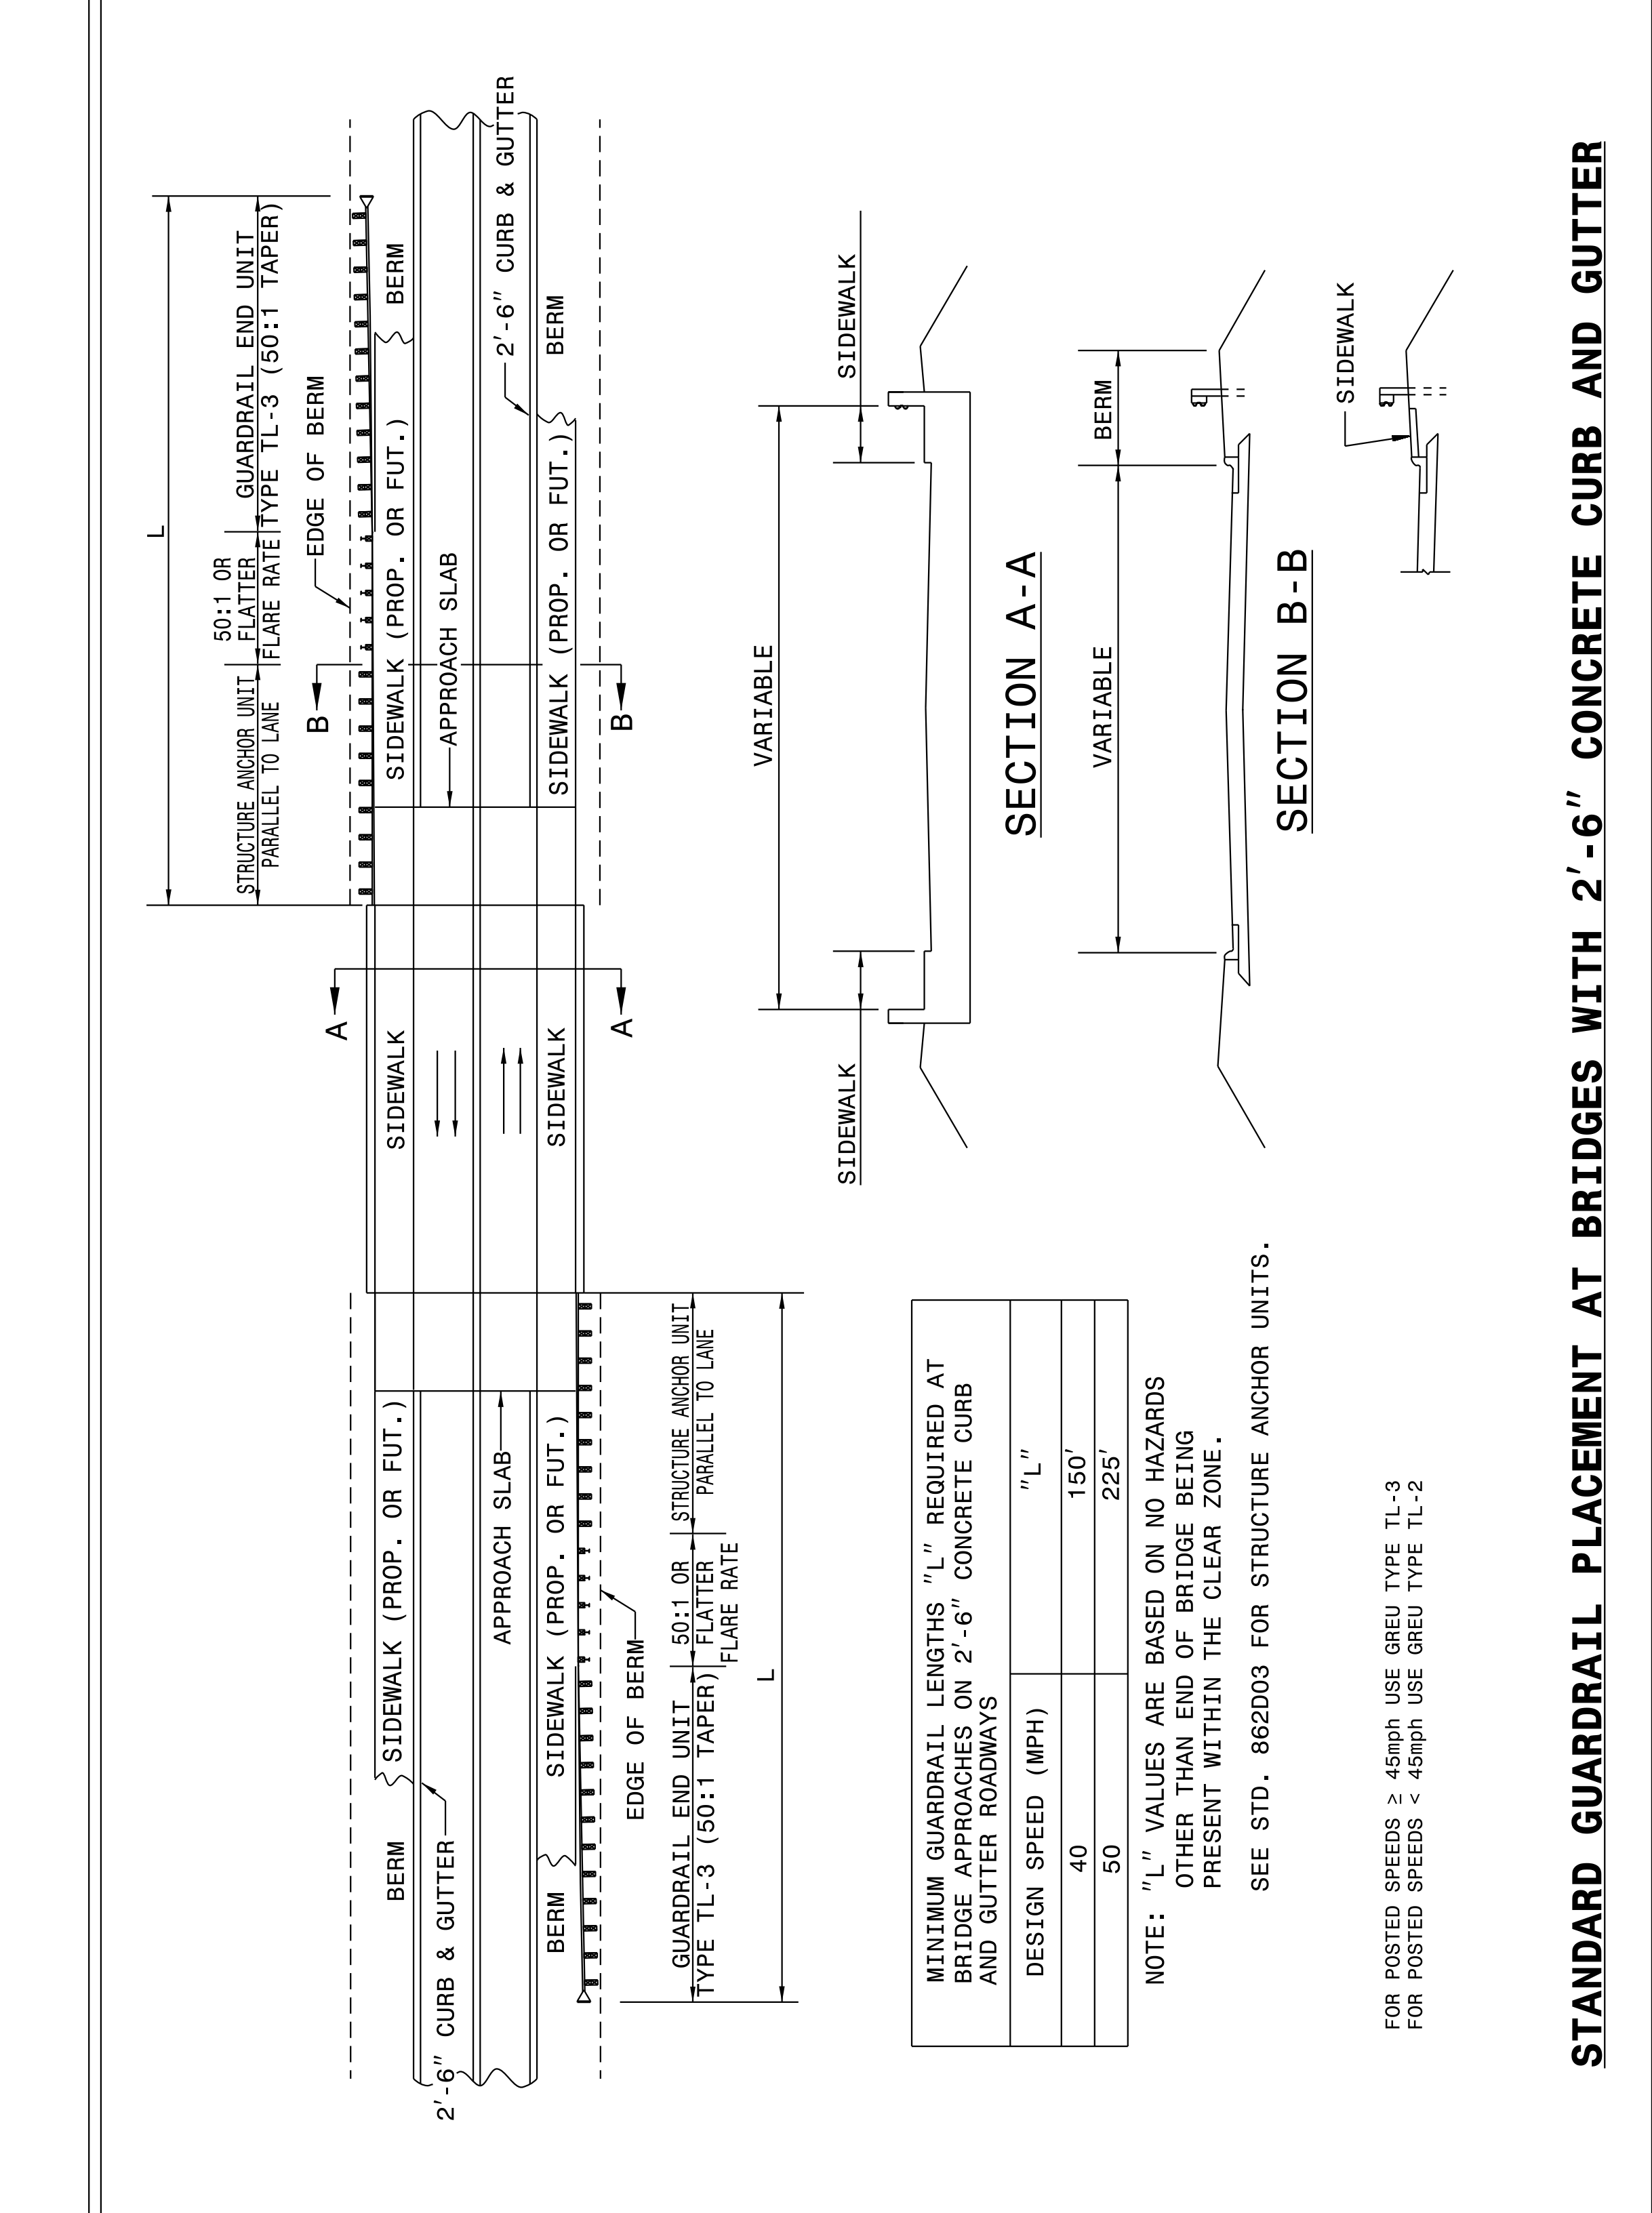 2'-6" CURB & GUTTER
BERM
SIDEWALK (PROP. OR FUT.)
SIDEWALK
A
STRUCTURE ANCHOR UNIT
PARALLEL TO LANE
50:1 OR
FLATTER
FLARE RATE
GUARDRAIL END UNIT
TYPE TL-3 (50:1 TAPER)
L
EDGE OF BERM
B
SIDEWALK (PROP. OR FUT.)
BERM
APPROACH SLAB
APPROACH SLAB
2'-6" CURB & GUTTER
BERM
SIDEWALK (PROP. OR FUT.)
SIDEWALK
A
B
SIDEWALK (PROP. OR FUT.)
BERM
EDGE OF BERM
GUARDRAIL END UNIT
TYPE TL-3 (50:1 TAPER)
50:1 OR
FLATTER
FLARE RATE
STRUCTURE ANCHOR UNIT
PARALLEL TO LANE
L
MINIMUM GUARDRAIL LENGTHS "L" REQUIRED AT
BRIDGE APPROACHES ON 2'-6" CONCRETE CURB
AND GUTTER ROADWAYS
DESIGN SPEED (MPH) "L"
40 150'
50 225'
NOTE: "L" VALUES ARE BASED ON NO HAZARDS
OTHER THAN END OF BRIDGE BEING
PRESENT WITHIN THE CLEAR ZONE.
SEE STD. 862D03 FOR STRUCTURE ANCHOR UNITS.
FOR POSTED SPEEDS ≥ 45mph USE GREU TYPE TL-3
FOR POSTED SPEEDS < 45mph USE GREU TYPE TL-2
VARIABLE
SIDEWALK
SIDEWALK
SECTION A-A
VARIABLE
BERM
SECTION B-B
SIDEWALK
STANDARD GUARDRAIL PLACEMENT AT BRIDGES WITH 2'-6" CONCRETE CURB AND GUTTER